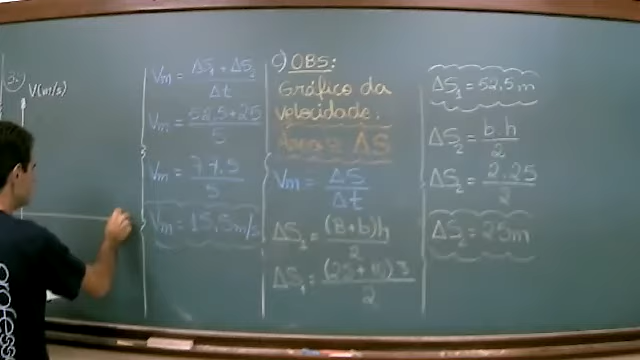 V(m/s)
Vm = ΔS₁ + ΔS₂ / Δt
Vm = 52,5 + 25 / 5
Vm = 77,5 / 5
Vm = 15,5 m/s
c) OBS:
Gráfico da
velocidade.
Área = ΔS
Vm = ΔS / Δt
ΔS₁ = (B + b)h / 2
ΔS₁ = 3 / 2
ΔS₁ = 52,5 m
ΔS₂ = b.h / 2
ΔS₂ = 2.25 / 2
ΔS₂ = 25 m